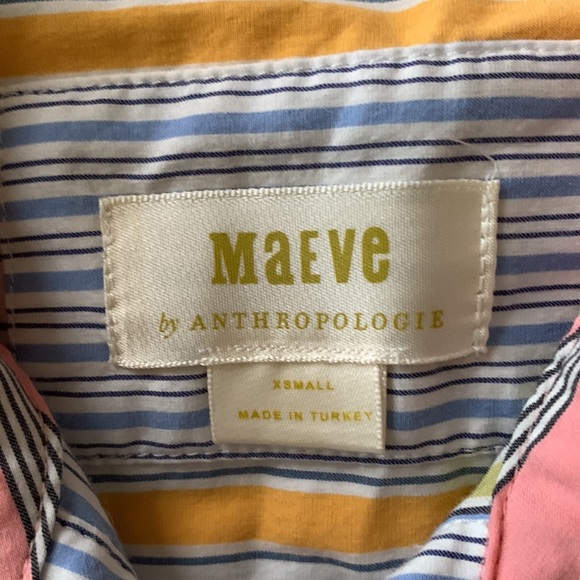 MaEVe
by ANTHROPOLOGIE
XSMALL
MADE IN TURKEY